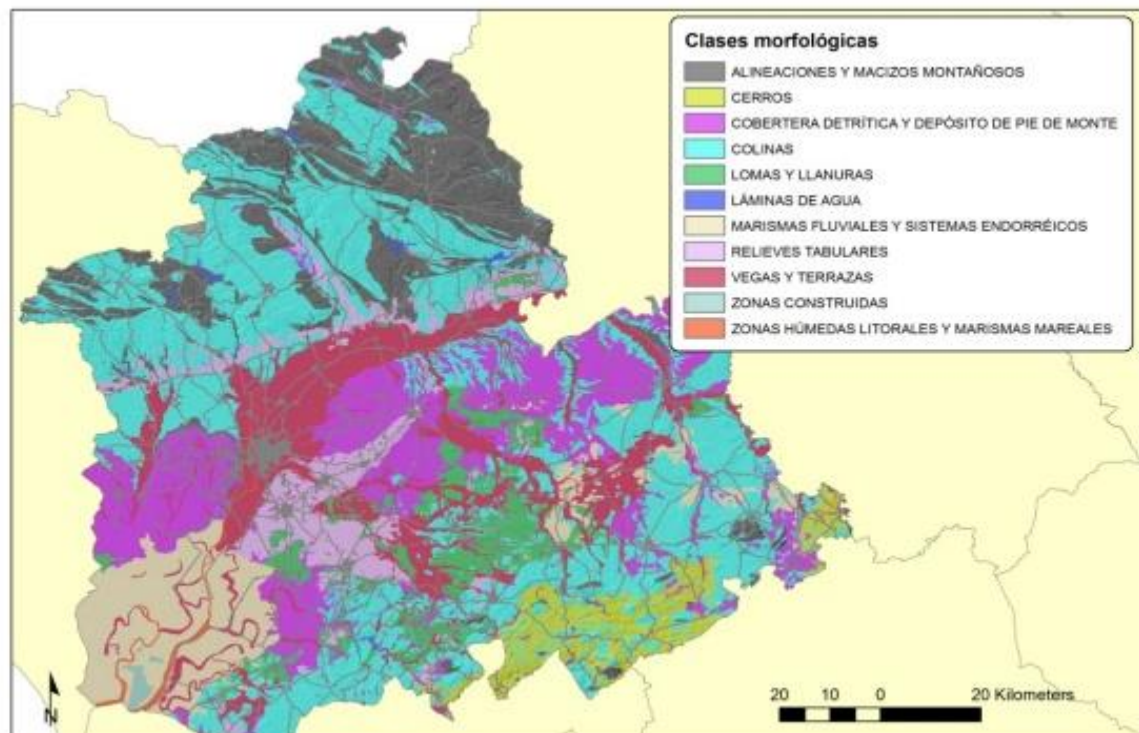 Clases morfológicas
ALINEACIONES Y MACIZOS MONTAÑOSOS
CERROS
COBERTERA DETRÍTICA Y DEPÓSITO DE PIE DE MONTE
COLINAS
LOMAS Y LLANURAS
LÁMINAS DE AGUA
MARISMAS FLUVIALES Y SISTEMAS ENDORRÉICOS
RELIEVES TABULARES
VEGAS Y TERRAZAS
ZONAS CONSTRUIDAS
ZONAS HÚMEDAS LITORALES Y MARISMAS MAREALES
20 10 0 20 Kilometers
N